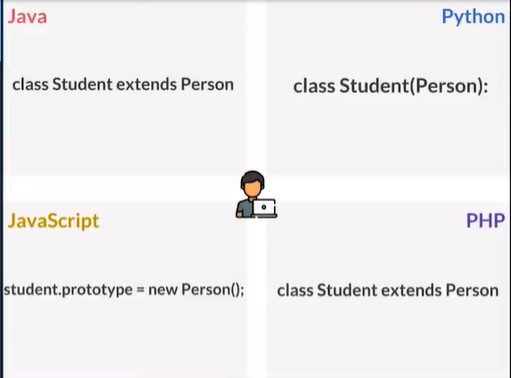 Java
Python
class Student extends Person
class Student(Person):
JavaScript
PHP
student.prototype = new Person();
class Student extends Person